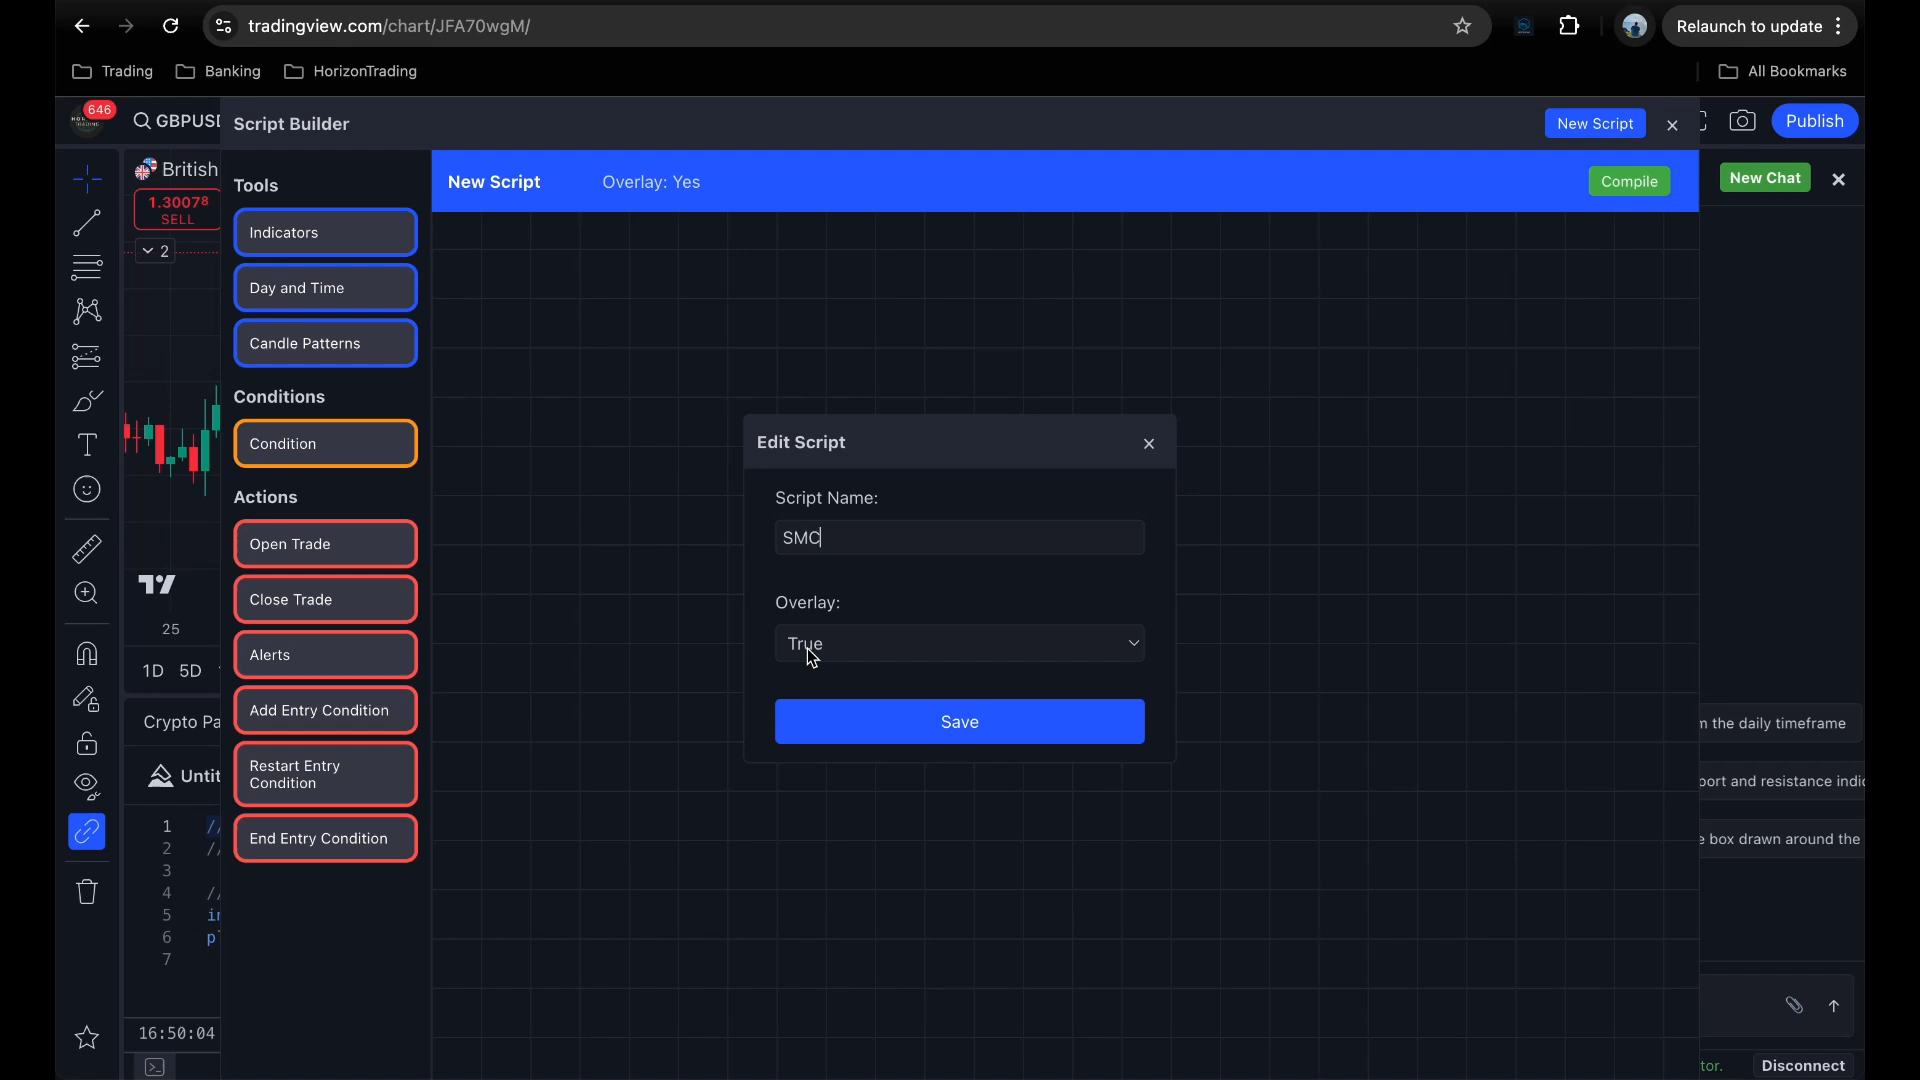 tradingview.com/chart/JFA70wgM/
Relaunch to update
Trading
Banking
HorizonTrading
All Bookmarks
646
GBPUSD
Script Builder
New Script
Publish
British
1.30078
SELL
2
Tools
Indicators
Day and Time
Candle Patterns
Conditions
Condition
Actions
Open Trade
Close Trade
Alerts
Add Entry Condition
Restart Entry
Condition
End Entry Condition
New Script
Overlay: Yes
Compile
New Chat
Edit Script
Script Name:
SMC
Overlay:
True
Save
25
1D
5D
Crypto Pa
Untit
1 //
2 //
3
4 //
5 in
6 p
7
16:50:04
m the daily timeframe
port and resistance indic
e box drawn around the
tor.
Disconnect